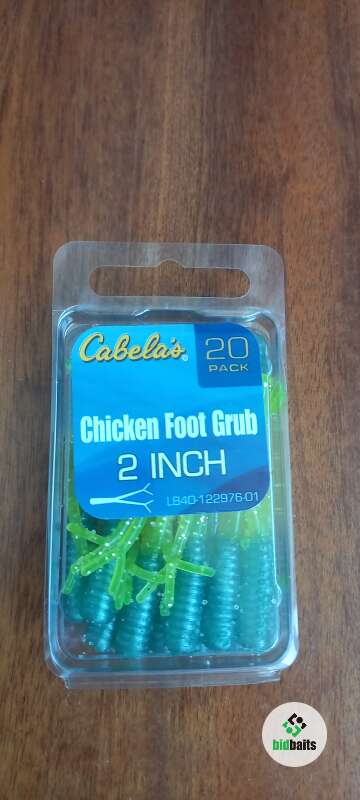 Cabela's® 20
PACK
Chicken Foot Grub
2 INCH
LB40-122976-01
bidbaits